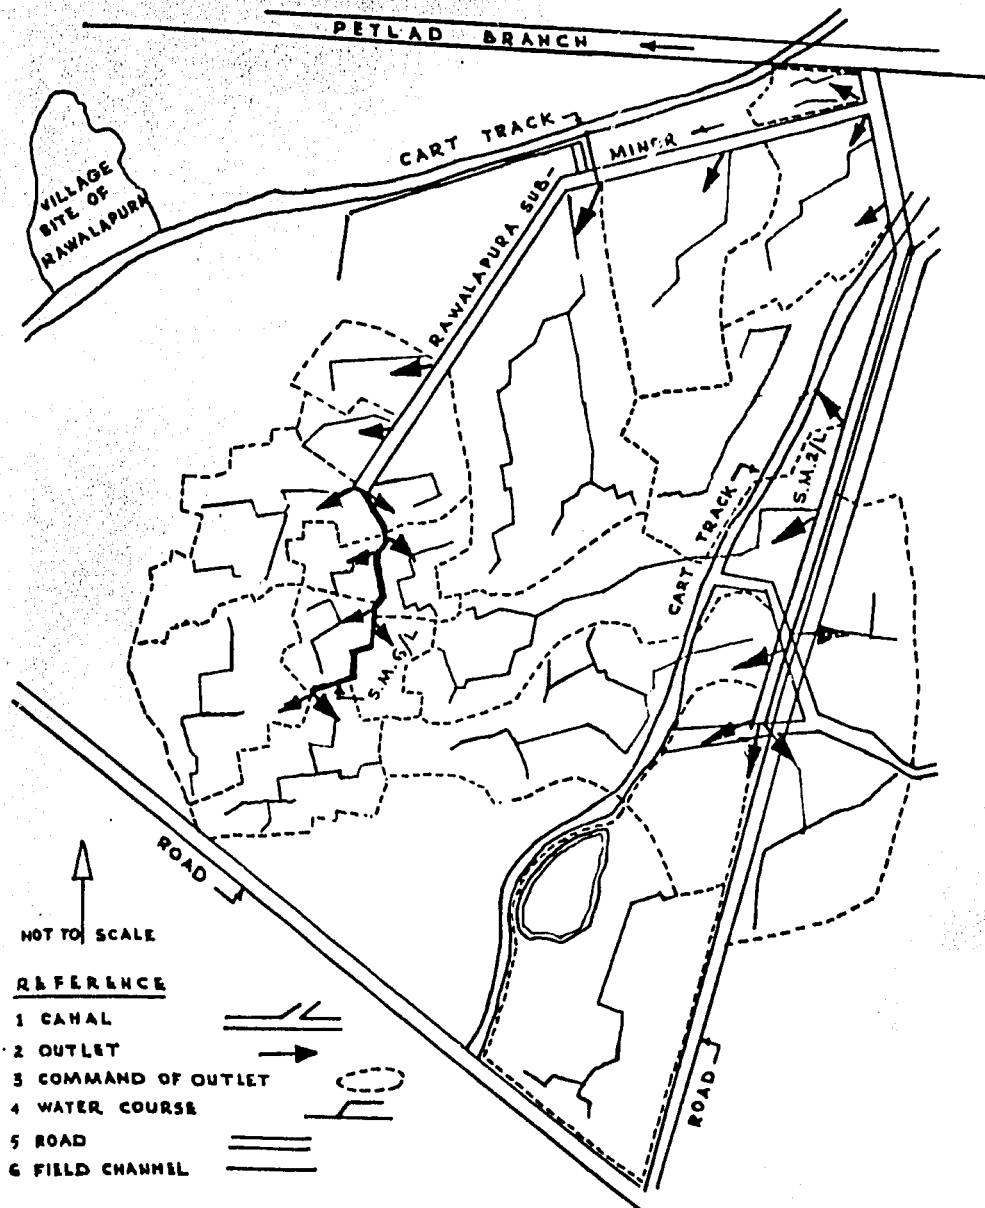 PETLAD BRANCH
CART TRACK
MINOR
VILLAGE
SITE OF
RAWALAPURA
RAWALAPURA SUB-
CART TRACK
S.M.2/L
S.M.6/L
ROAD
ROAD
NOT TO SCALE
REFERENCE
1 CANAL
2 OUTLET
3 COMMAND OF OUTLET
4 WATER COURSE
5 ROAD
6 FIELD CHANNEL